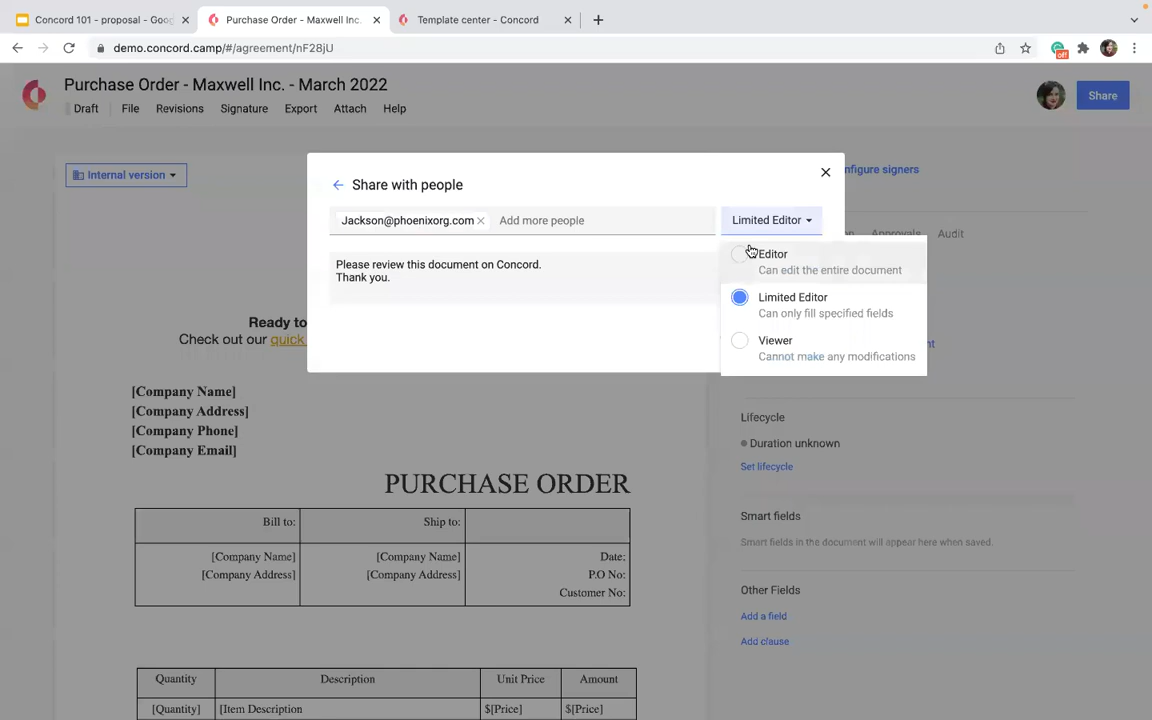 Concord 101 - proposal - Goog
Purchase Order - Maxwell Inc.
Template center - Concord
demo.concord.camp/#/agreement/nF28jU
off
Purchase Order - Maxwell Inc. - March 2022
Draft File Revisions Signature Export Attach Help
Share
Internal version
nfigure signers
Share with people
Jackson@phoenixorg.com Add more people
Limited Editor
Approvals Audit
Please review this document on Concord.
Thank you.
Editor
Can edit the entire document
Limited Editor
Can only fill specified fields
Viewer
Cannot make any modifications
Ready to
Check out our quick
nt
[Company Name]
[Company Address]
[Company Phone]
[Company Email]
Lifecycle
Duration unknown
Set lifecycle
PURCHASE ORDER
Bill to: Ship to:
[Company Name] [Company Name] Date:
[Company Address] [Company Address] P.O No:
Customer No:
Smart fields
Smart fields in the document will appear here when saved.
Other Fields
Add a field
Add clause
Quantity Description Unit Price Amount
[Quantity] [Item Description $[Price] $[Price]